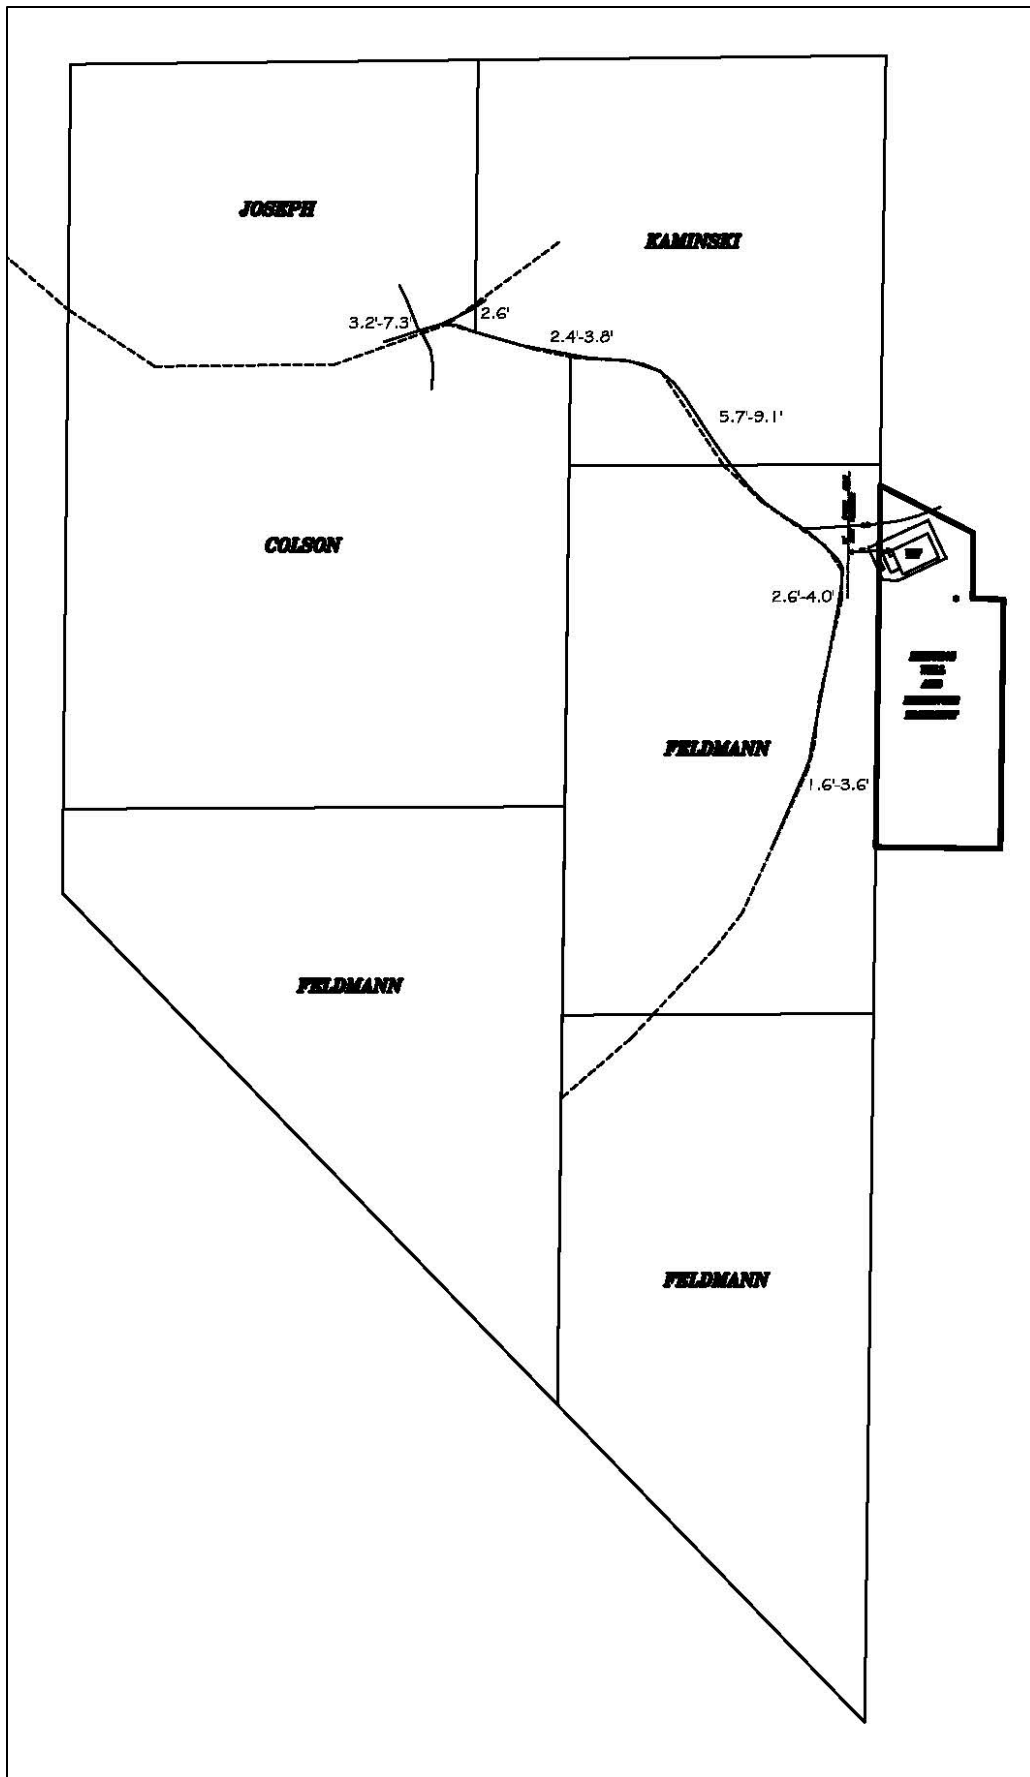 JOSEPH
KAMINSKI
3.2'-7.3'
2.6'
2.4'-3.8'
5.7'-9.1'
COLSON
2.6'-4.0'
FELDMANN
1.6'-3.6'
FELDMANN
FELDMANN